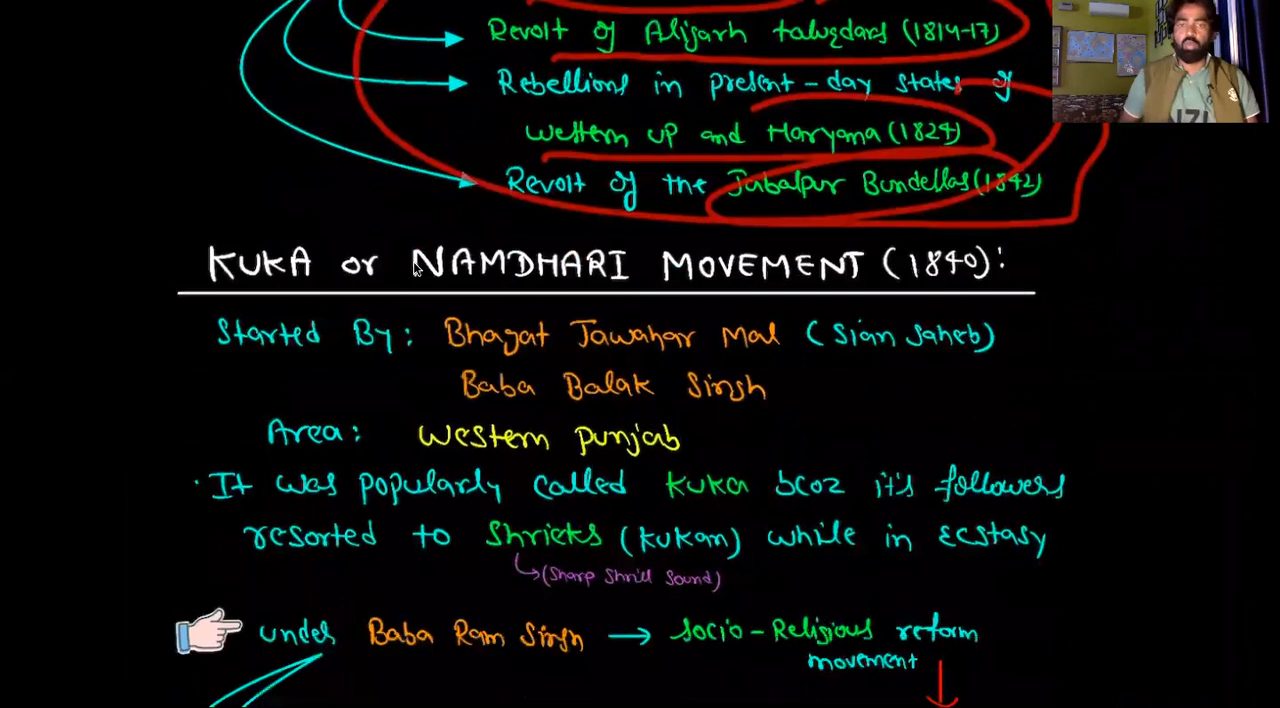 Revolt of Aligarh taluqdars (1814-17)
Rebellions in present-day states of
Western UP and Haryana (1824)
Revolt of the Jabalpur Bundellas (1842)
KUKA or NAMDHARI MOVEMENT (1840):
Started By: Bhagat Jawahar Mal (Sian Saheb)
Baba Balak Singh
Area: Western Punjab
· It was popularly called Kuka bcoz it's followers
resorted to Shrieks (kukan) while in Ecstasy
(Sharp Shrill Sound)
under Baba Ram Singh → Socio-Religious reform
movement